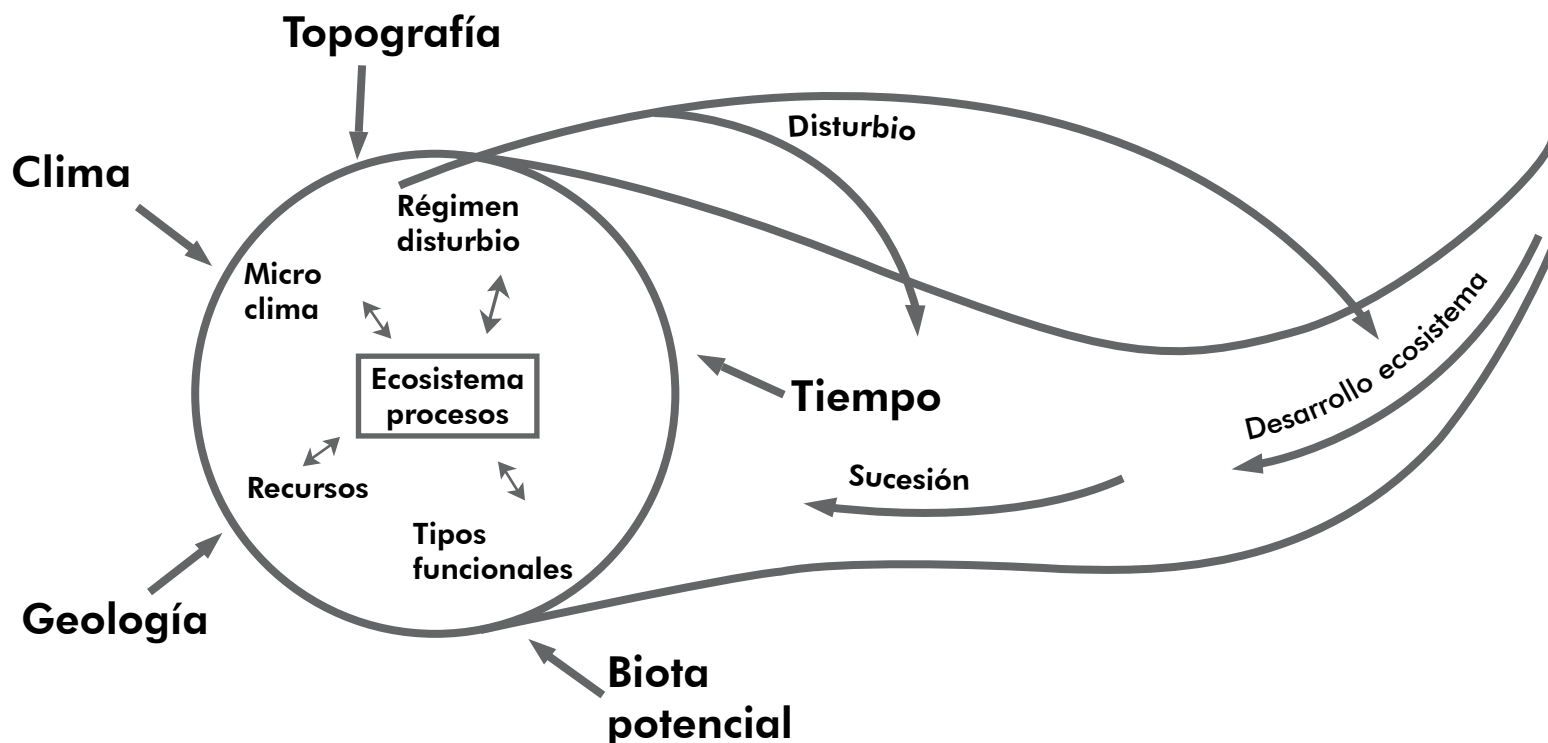 Topografía
Clima
Disturbio
Régimen
disturbio
Micro
clima
Ecosistema
procesos
Tiempo
Desarrollo ecosistema
Recursos
Sucesión
Tipos
funcionales
Geología
Biota
potencial